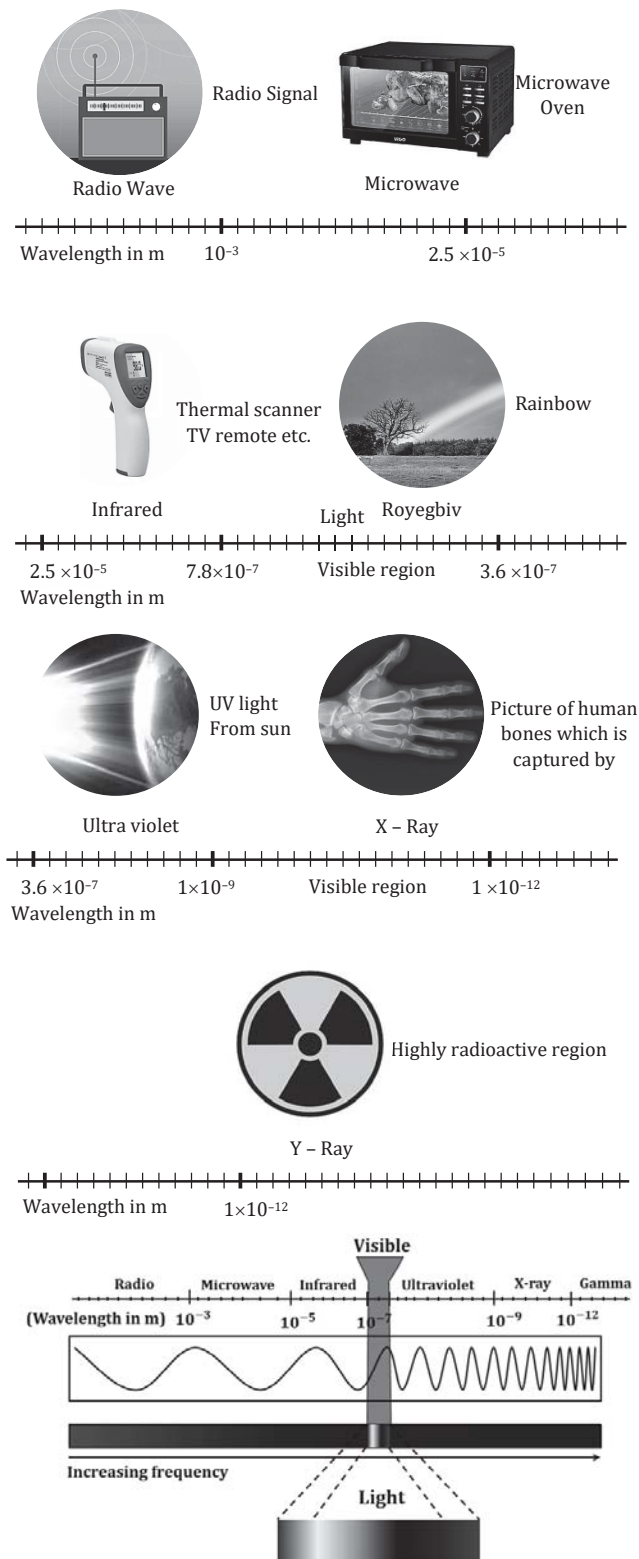 Radio Signal
Microwave
Oven
Radio Wave
Microwave
Wavelength in m 10⁻³ 2.5 ×10⁻⁵
Thermal scanner
TV remote etc.
Rainbow
Infrared
Light Royegbiv
2.5 ×10⁻⁵ 7.8×10⁻⁷ Visible region 3.6 ×10⁻⁷
Wavelength in m
UV light
From sun
Picture of human
bones which is
captured by
Ultra violet
X – Ray
3.6 ×10⁻⁷ 1×10⁻⁹ Visible region 1 ×10⁻¹²
Wavelength in m
Highly radioactive region
Y – Ray
Wavelength in m 1×10⁻¹²
Visible
Radio Microwave Infrared Ultraviolet X-ray Gamma
(Wavelength in m) 10⁻³ 10⁻⁵ 10⁻⁷ 10⁻⁹ 10⁻¹²
Increasing frequency
Light